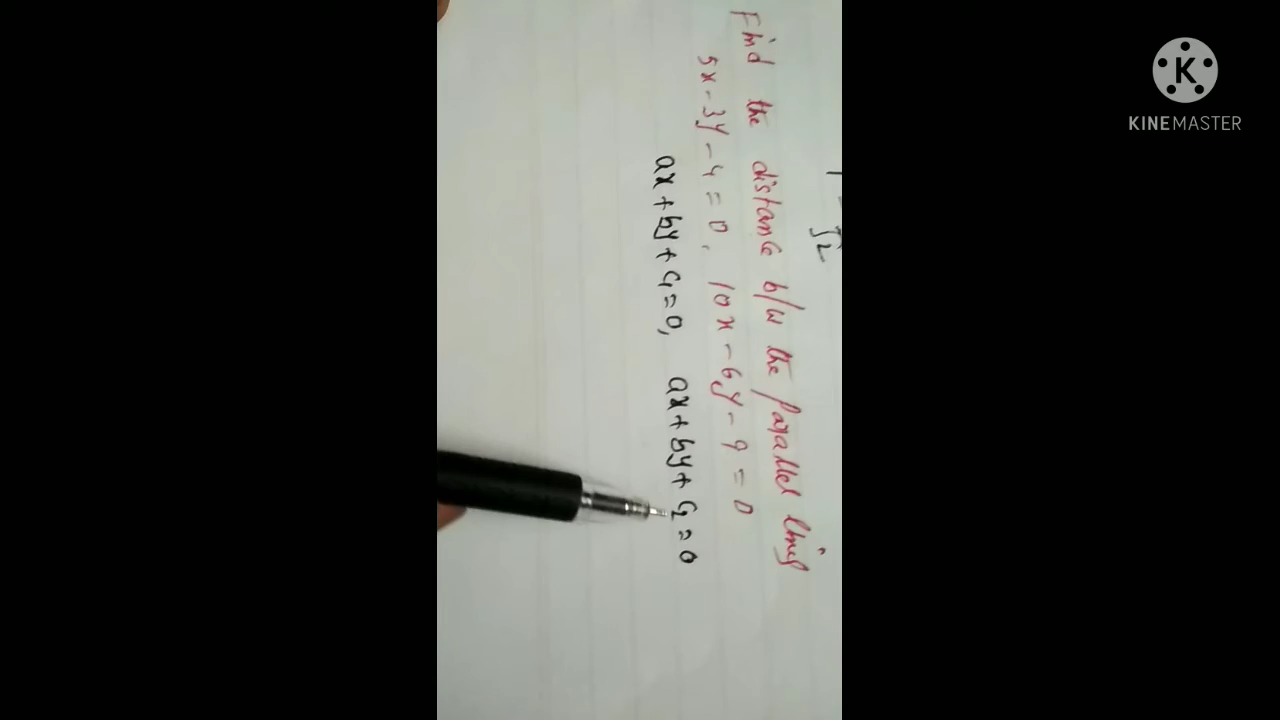 Find the distance b/w the parallel lines
5x - 3y - 4 = 0, 10x - 6y - 9 = 0
ax + by + c₁ = 0, ax + by + c₂ = 0
√2
KINEMASTER